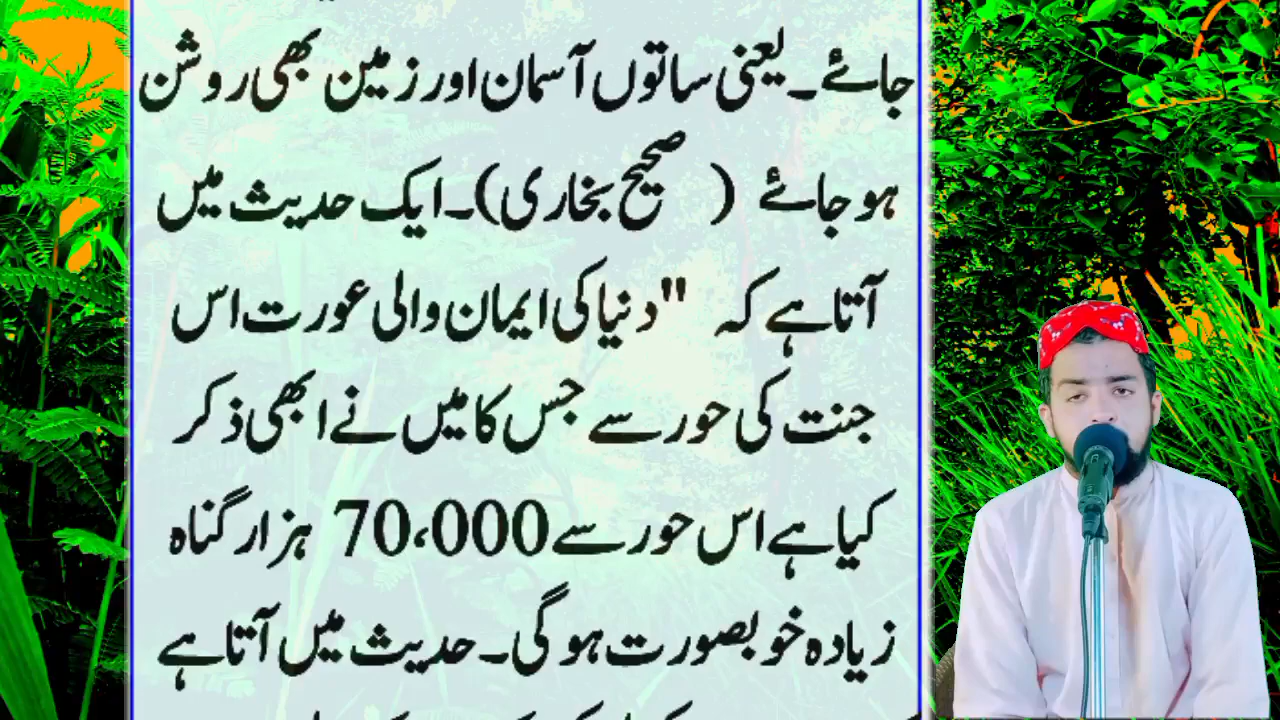 جائے۔ یعنی ساتوں آسمان اور زمین بھی روشن
ہو جائے ( صحیح بخاری)۔ ایک حدیث میں
آتا ہے کہ "دنیا کی ایمان والی عورت اس
جنت کی حور سے جس کا میں نے ابھی ذکر
کیا ہے اس حور سے 70،000 ہزار گناہ
زیادہ خوبصورت ہو گی۔ حدیث میں آتا ہے